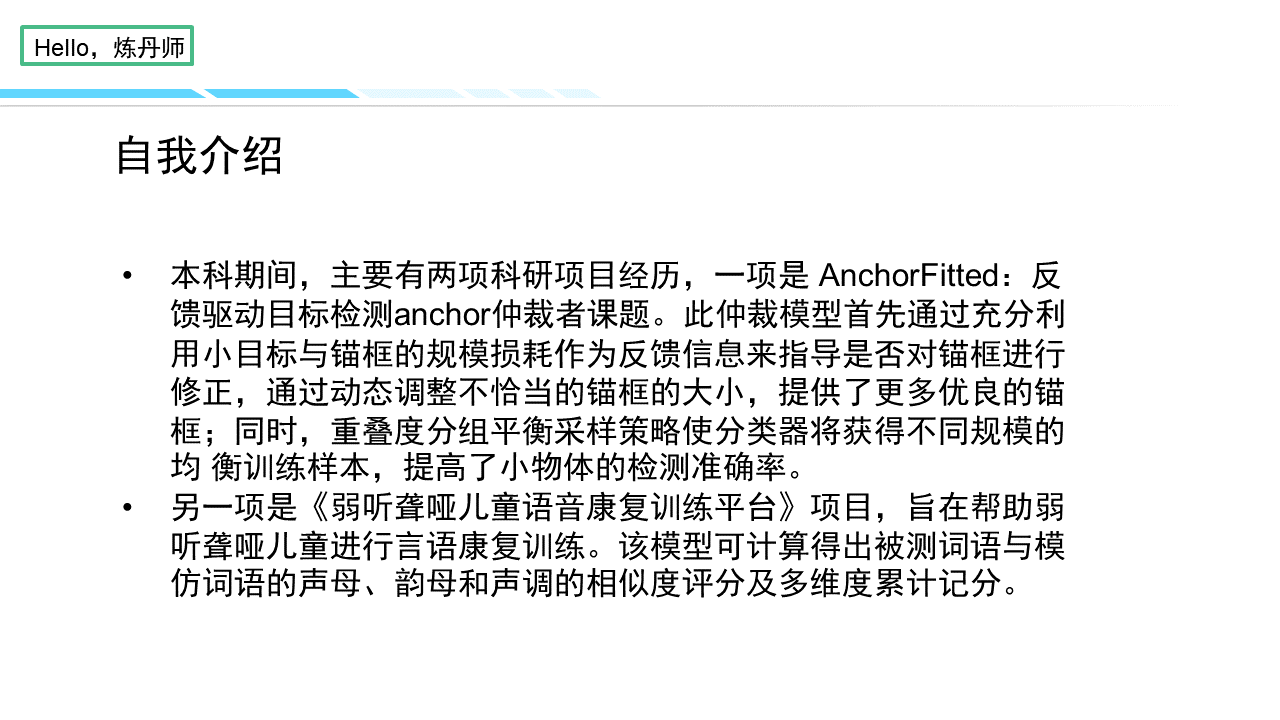 Hello，炼丹师
自我介绍
• 本科期间，主要有两项科研项目经历，一项是 AnchorFitted：反
馈驱动目标检测anchor仲裁者课题。此仲裁模型首先通过充分利
用小目标与锚框的规模损耗作为反馈信息来指导是否对锚框进行
修正，通过动态调整不恰当的锚框的大小，提供了更多优良的锚
框；同时，重叠度分组平衡采样策略使分类器将获得不同规模的
均 衡训练样本，提高了小物体的检测准确率。
• 另一项是《弱听聋哑儿童语音康复训练平台》项目，旨在帮助弱
听聋哑儿童进行言语康复训练。该模型可计算得出被测词语与模
仿词语的声母、韵母和声调的相似度评分及多维度累计记分。